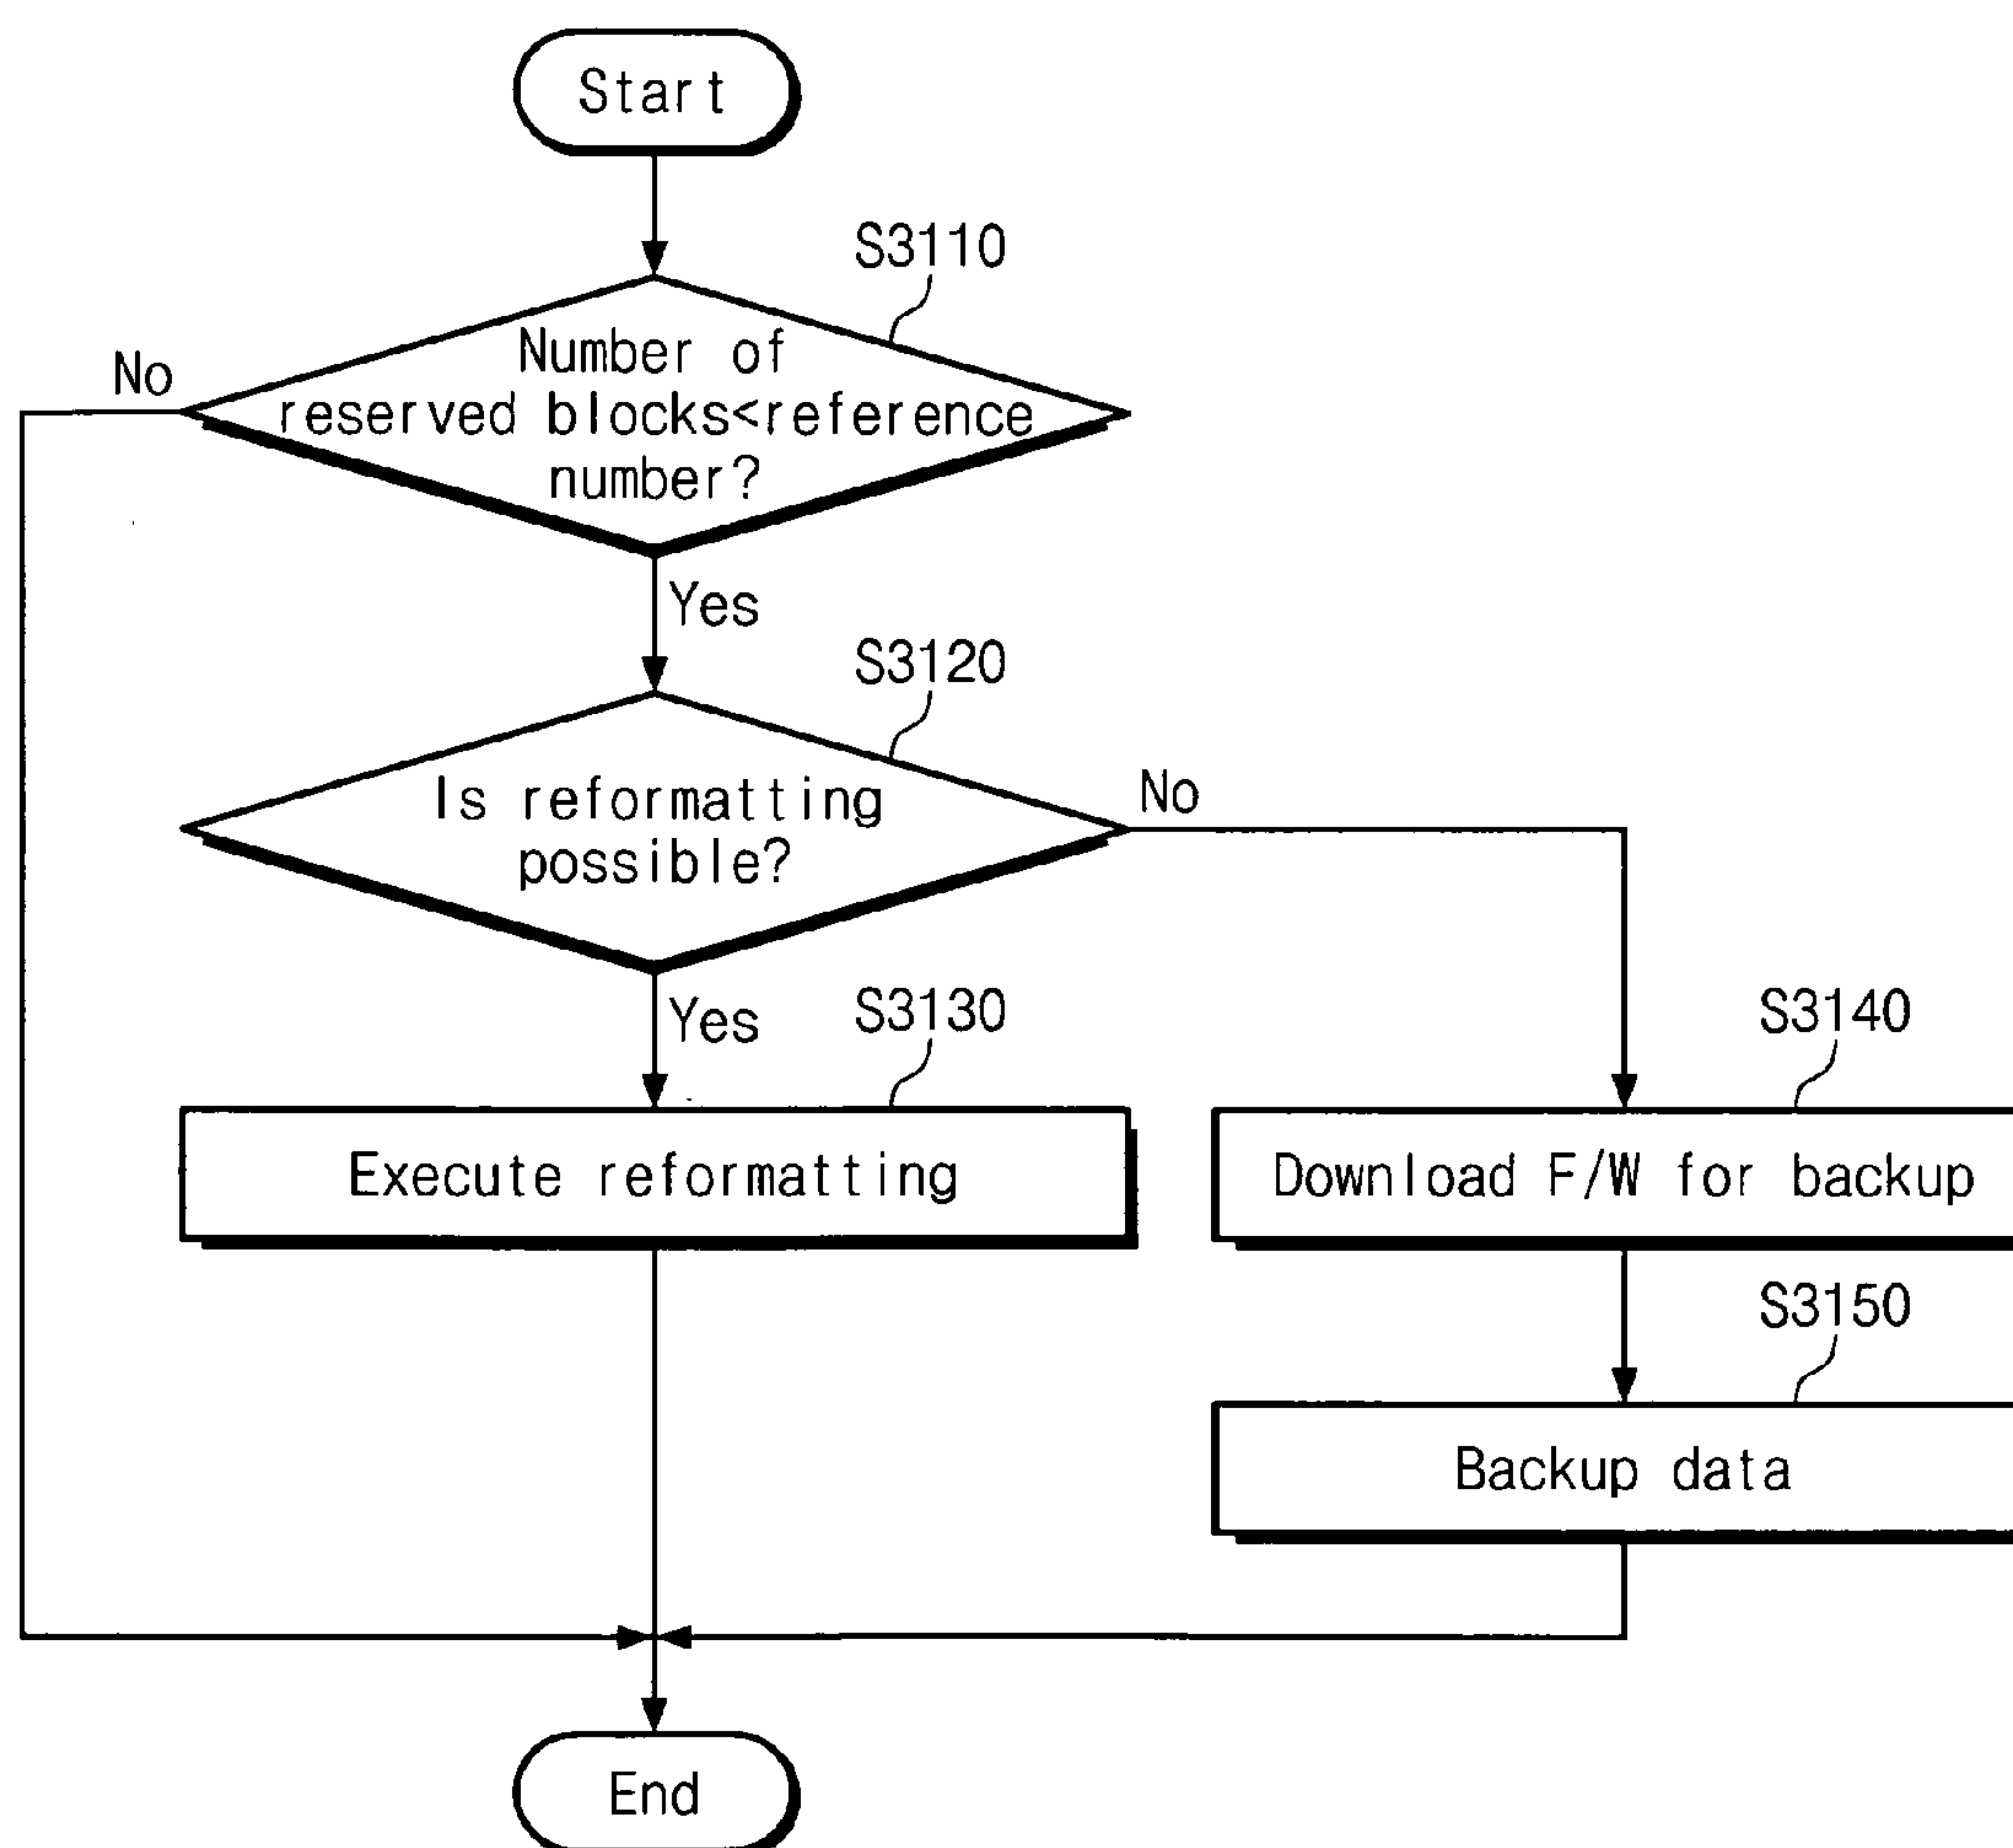 Start
S3110
No
Number of
reserved blocks<reference
number?
Yes
S3120
Is reformatting
possible?
No
Yes
S3130
S3140
Execute reformatting
Download F/W for backup
S3150
Backup data
End